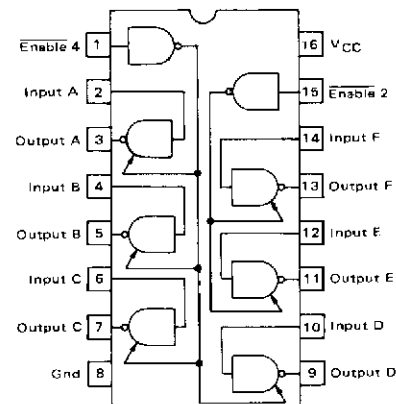 Enable 4 1
Input A 2
Output A 3
Input B 4
Output B 5
Input C 6
Output C 7
Gnd 8
16 VCC
15 Enable 2
14 Input F
13 Output F
12 Input E
11 Output E
10 Input D
9 Output D